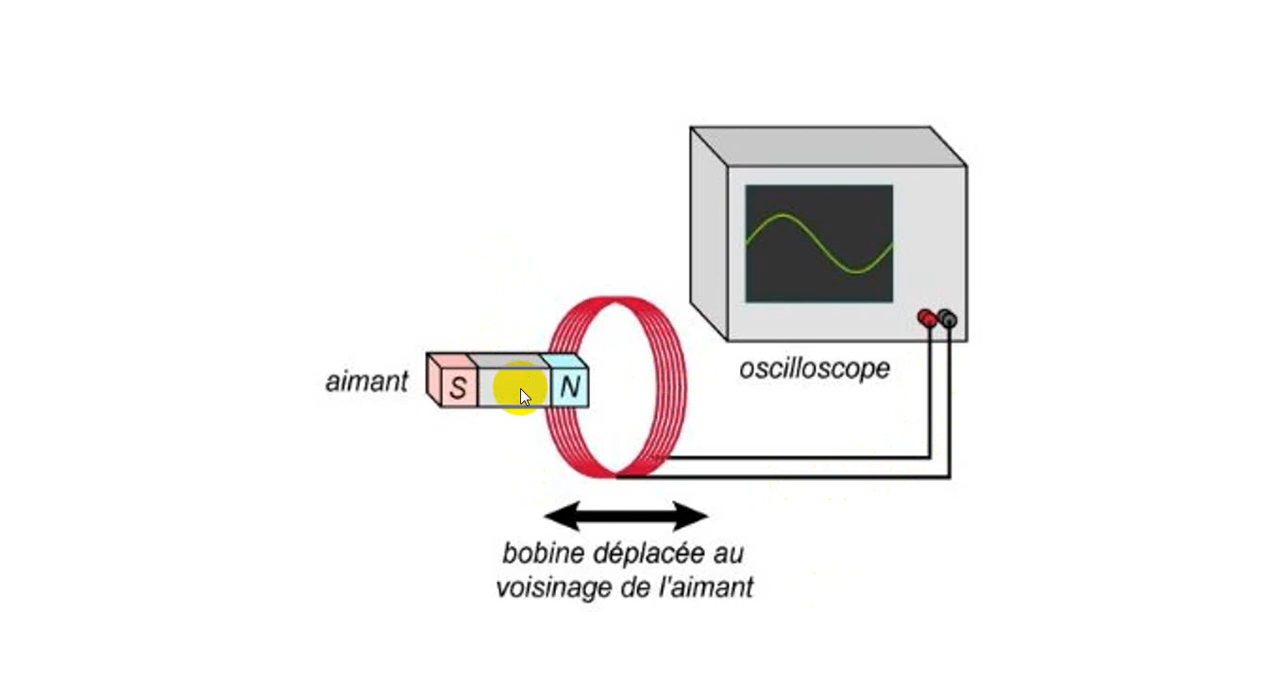 aimant
S
N
oscilloscope
bobine déplacée au
voisinage de l'aimant